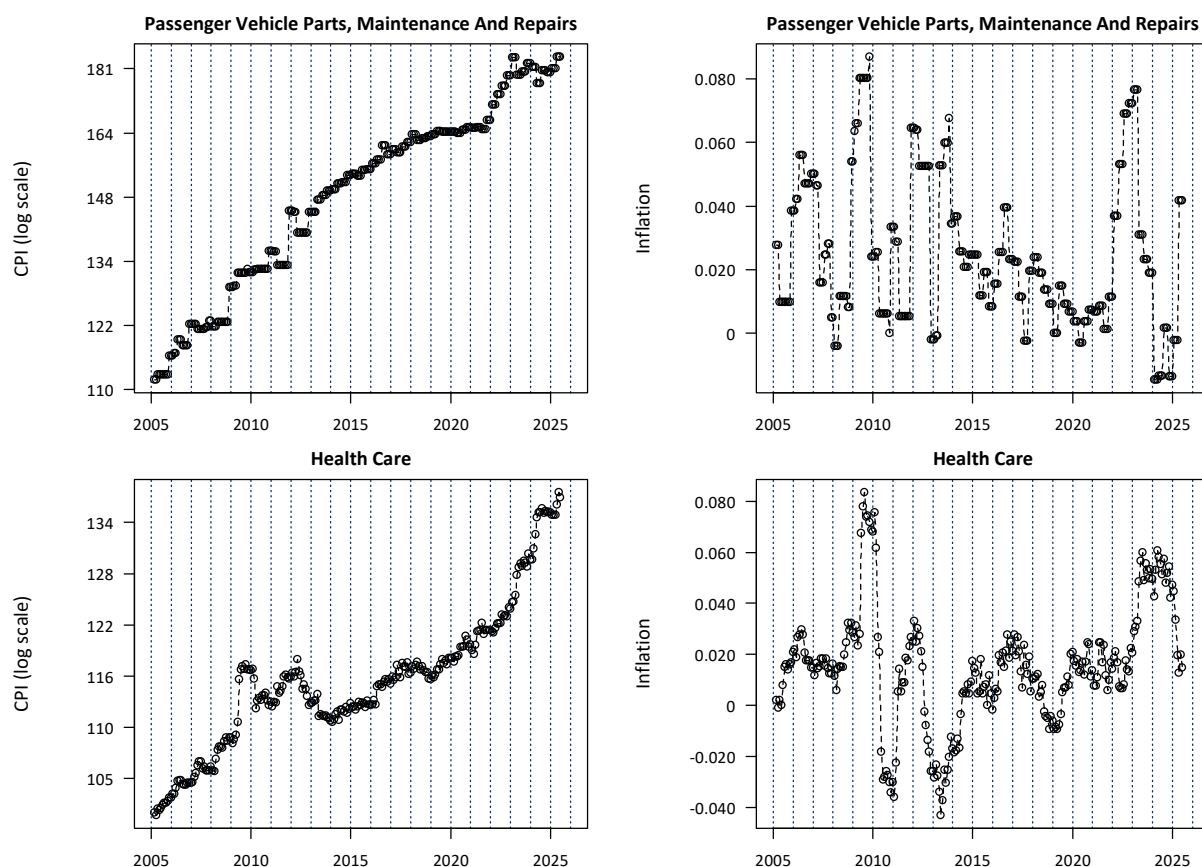 Passenger Vehicle Parts, Maintenance And Repairs
CPI (log scale)
181
164
148
134
122
110
2005 2010 2015 2020 2025
Passenger Vehicle Parts, Maintenance And Repairs
Inflation
0.080
0.060
0.040
0.020
0
2005 2010 2015 2020 2025
Health Care
CPI (log scale)
134
128
122
116
110
105
2005 2010 2015 2020 2025
Health Care
Inflation
0.080
0.060
0.040
0.020
0
-0.020
-0.040
2005 2010 2015 2020 2025